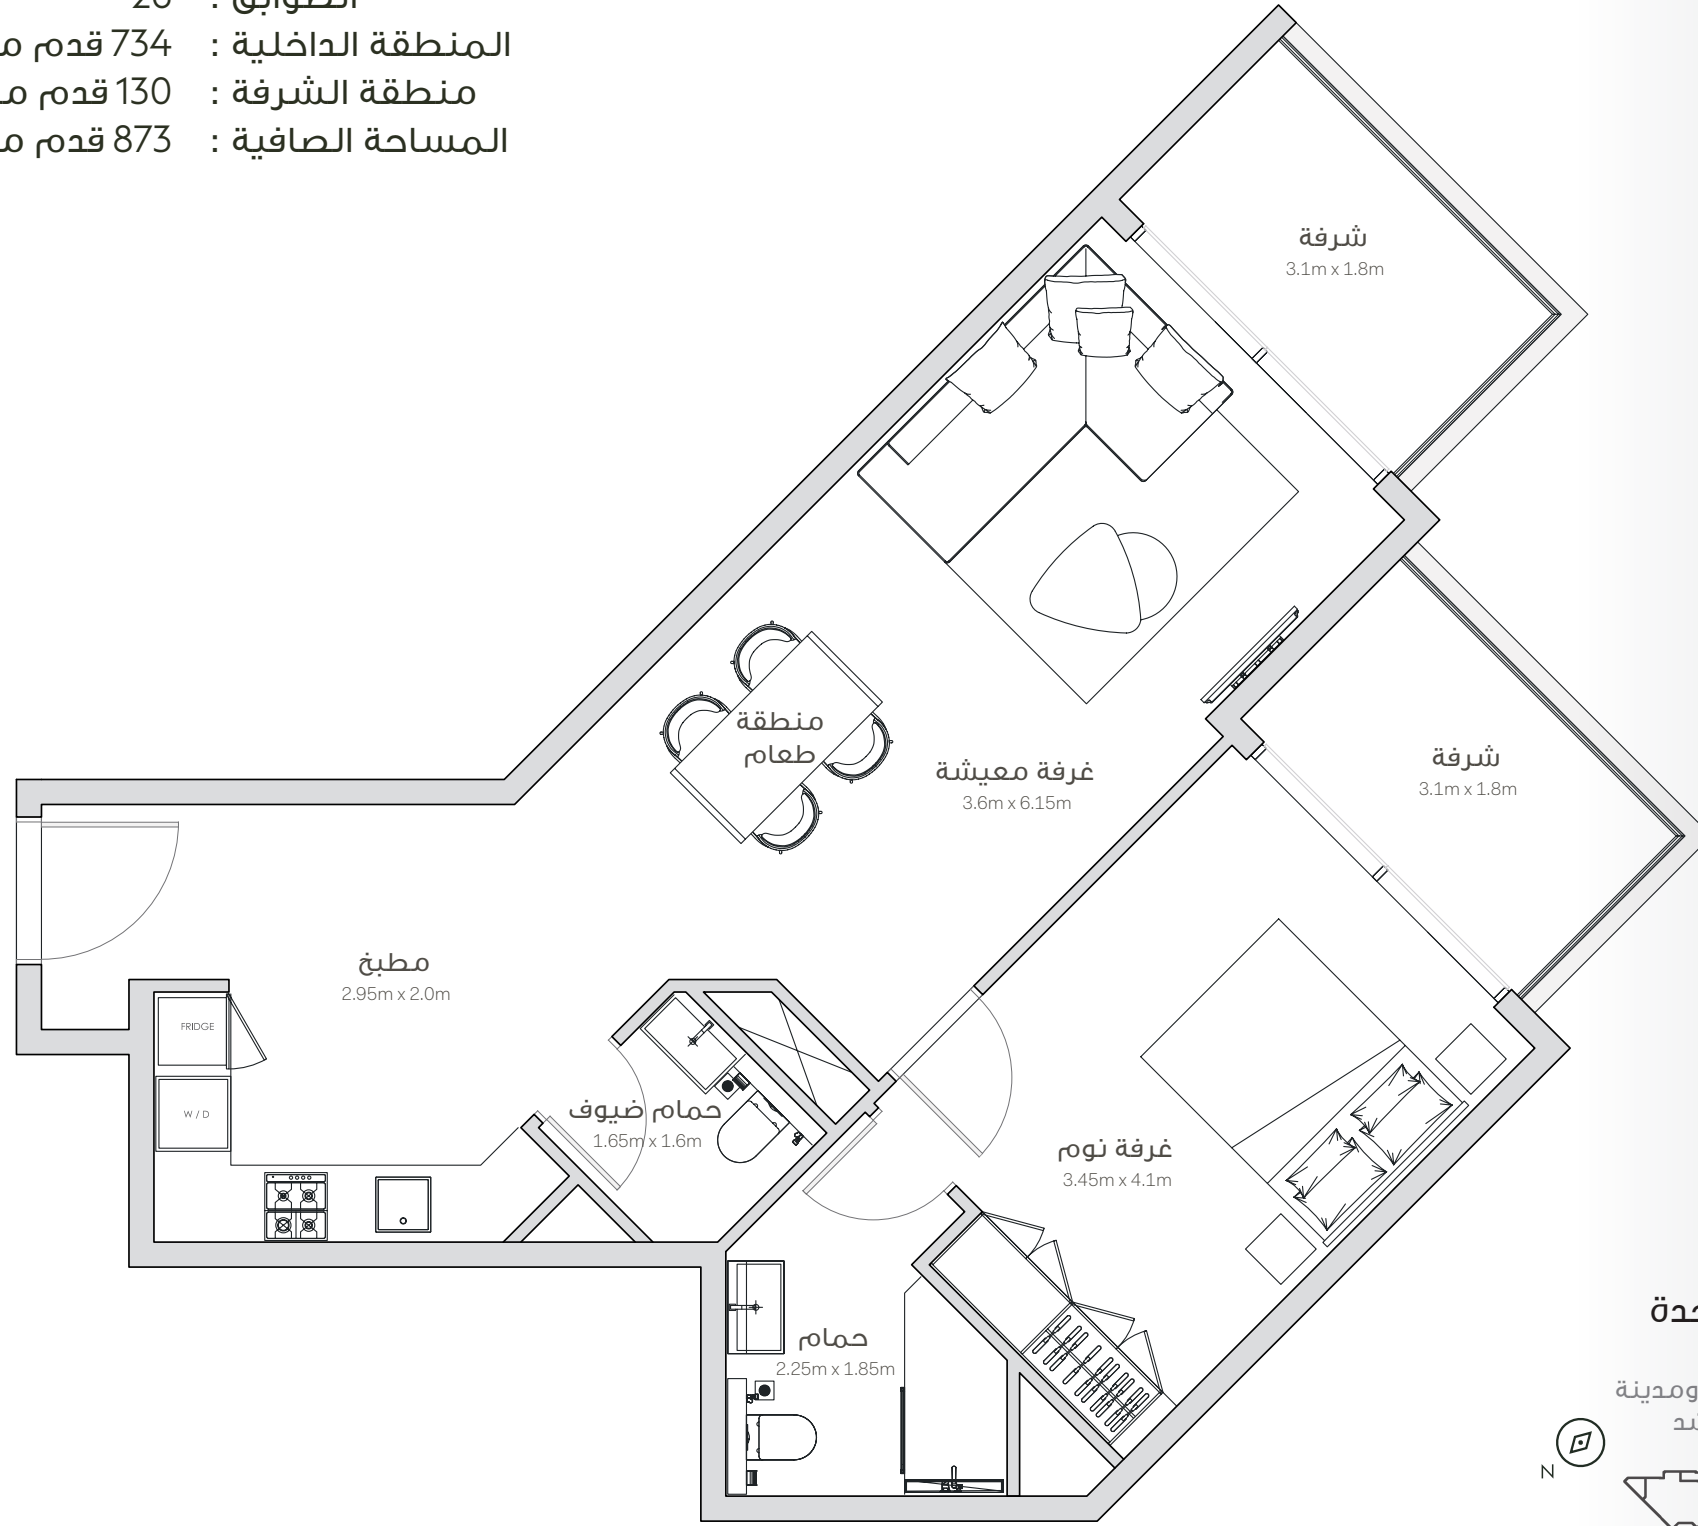 المنطقة الداخلية : 734 قدم
منطقة الشرفة : 130 قدم
المساحة الصافية : 873 قدم
شرفة
3.1m x 1.8m
منطقة
طعام
غرفة معيشة
3.6m x 6.15m
شرفة
3.1m x 1.8m
مطبخ
2.95m x 2.0m
FRIDGE
W / D
حمام ضيوف
1.65m x 1.6m
غرفة نوم
3.45m x 4.1m
حمام
2.25m x 1.85m
ومدينة
N